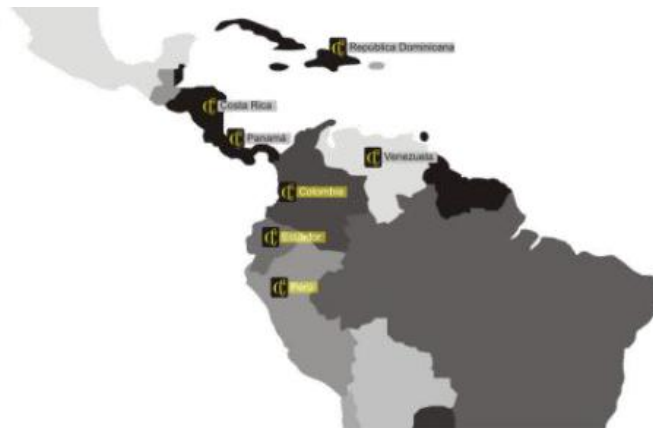 República Dominicana
Costa Rica
Panamá
Venezuela
Colombia
Ecuador
Perú